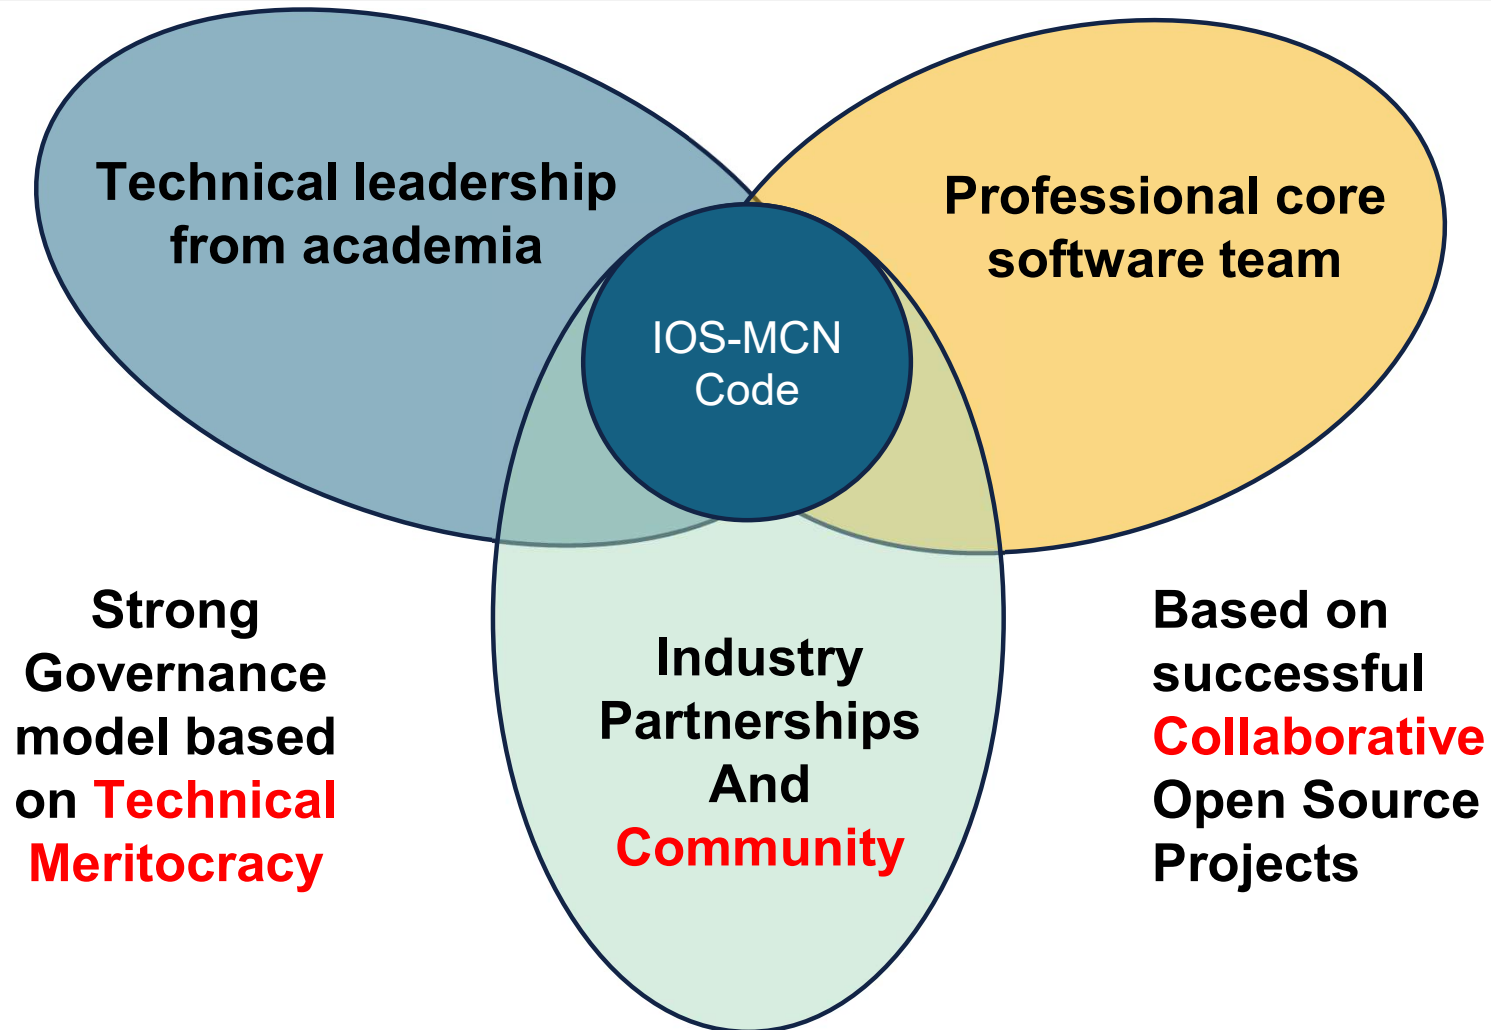 Technical leadership
from academia
Professional core
software team
IOS-MCN
Code
Strong
Governance
model based
on Technical
Meritocracy
Industry
Partnerships
And
Community
Based on
successful
Collaborative
Open Source
Projects